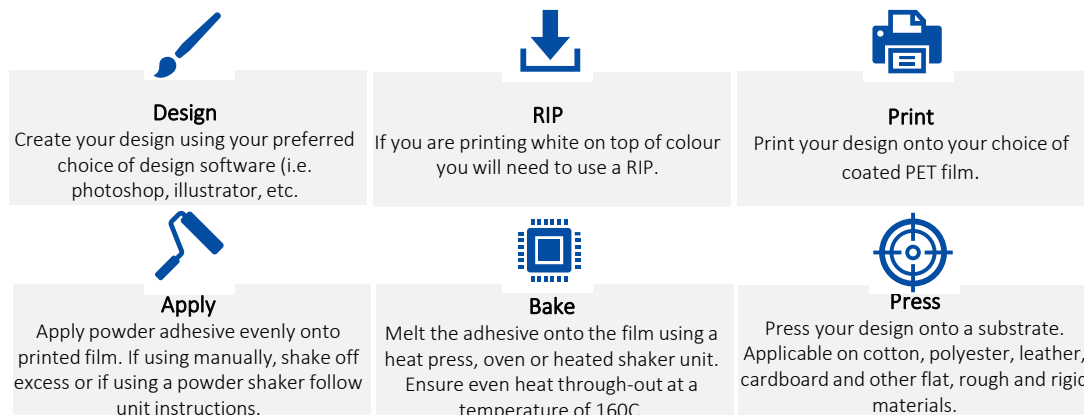 Design
Create your design using your preferred
choice of design software (i.e.
photoshop, illustrator, etc.
RIP
If you are printing white on top of colour
you will need to use a RIP.
Print
Print your design onto your choice of
coated PET film.
Apply
Apply powder adhesive evenly onto
printed film. If using manually, shake off
excess or if using a powder shaker follow
unit instructions.
Bake
Melt the adhesive onto the film using a
heat press, oven or heated shaker unit.
Ensure even heat through-out at a
temperature of 160C
Press
Press your design onto a substrate.
Applicable on cotton, polyester, leather,
cardboard and other flat, rough and rigid
materials.